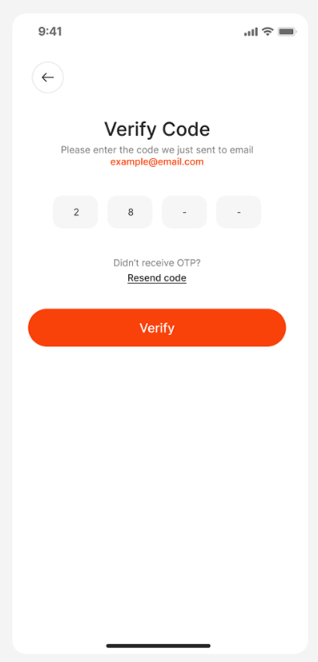 9:41
Verify Code
Please enter the code we just sent to email
example@email.com
2 8 - -
Didn't receive OTP?
Resend code
Verify